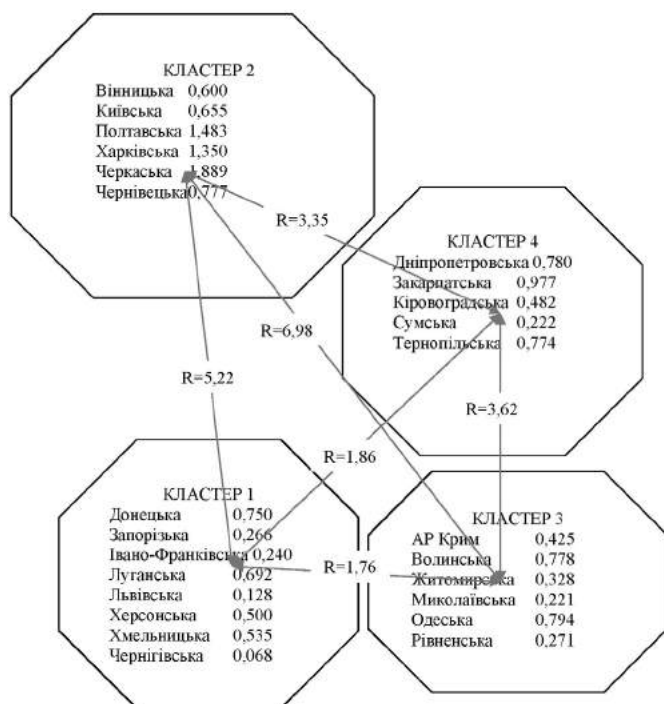 КЛАСТЕР 2
Вінницька 0,600
Київська 0,655
Полтавська 1,483
Харківська 1,350
Черкаська 1,889
Чернівецька 0,777
R=3,35
КЛАСТЕР 4
Дніпропетровська 0,780
Закарпатська 0,977
Кіровоградська 0,482
Сумська 0,222
Тернопільська 0,774
R=6,98
R=5,22
R=3,62
R=1,86
КЛАСТЕР 1
Донецька 0,750
Запорізька 0,266
Івано-Франківська 0,240
Луганська 0,692
Львівська 0,128
Херсонська 0,500
Хмельницька 0,535
Чернігівська 0,068
R=1,76
КЛАСТЕР 3
АР Крим 0,425
Волинська 0,778
Житомирська 0,328
Миколаївська 0,221
Одеська 0,794
Рівненська 0,271